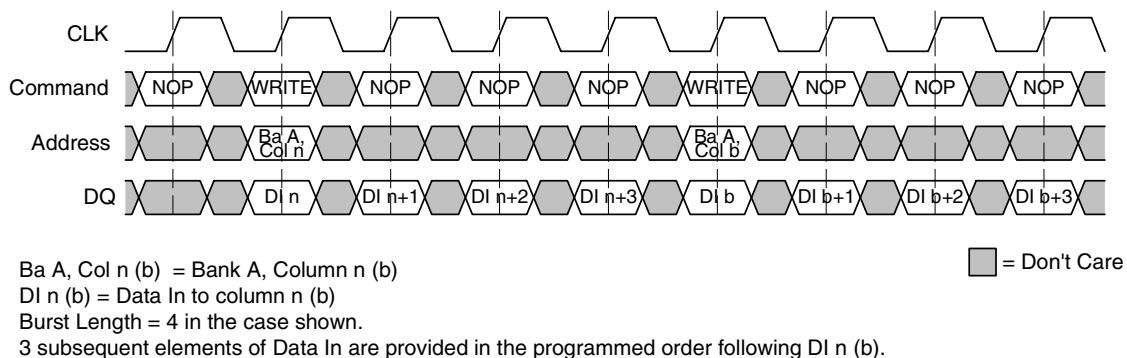 CLK
Command NOP WRITE NOP NOP NOP WRITE NOP NOP NOP
Address Ba A, Col n Ba A, Col b
DQ DI n DI n+1 DI n+2 DI n+3 DI b DI b+1 DI b+2 DI b+3
Ba A, Col n (b) = Bank A, Column n (b)
= Don't Care
DI n (b) = Data In to column n (b)
Burst Length = 4 in the case shown.
3 subsequent elements of Data In are provided in the programmed order following DI n (b).